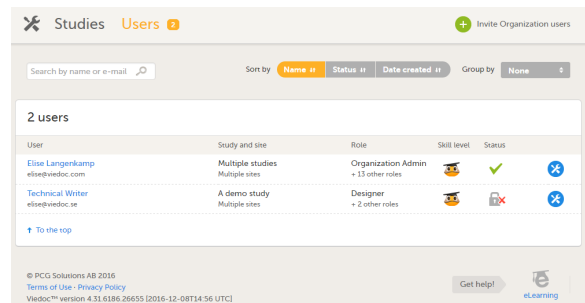 Studies Users 2
Invite Organization users
Search by name or e-mail
Sort by Name Status Date created Group by None
2 users
User Study and site Role Skill level Status
Elise Langenkamp Multiple studies Organization Admin
elise@viedoc.com Multiple sites + 13 other roles
Technical Writer A demo study Designer
elise@viedoc.se Multiple sites + 2 other roles
↑ To the top
© PCG Solutions AB 2016
Terms of Use · Privacy Policy
Viedoc™ version 4.31.6186.26655 [2016-12-08T14:56 UTC]
Get help!
eLearning